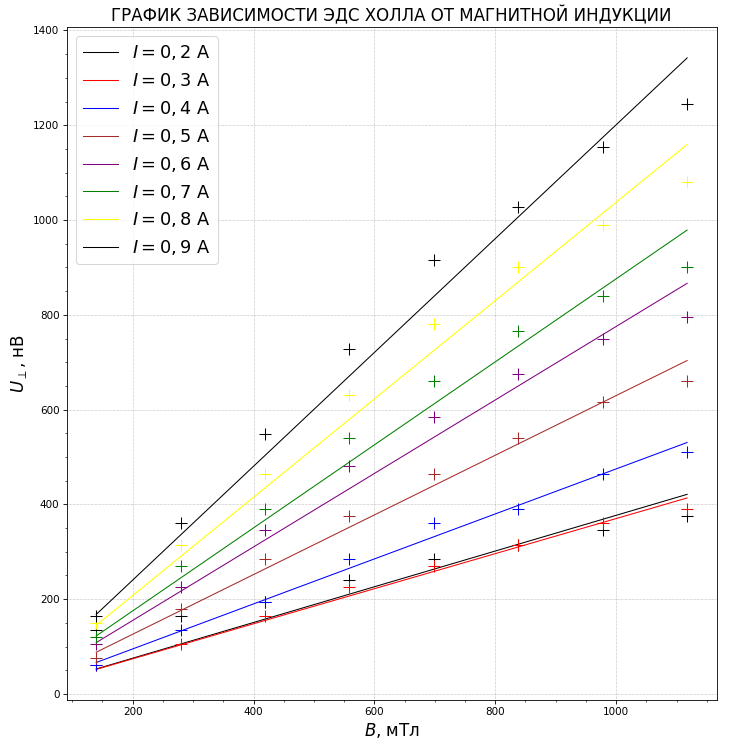 ГРАФИК ЗАВИСИМОСТИ ЭДС ХОЛЛА ОТ МАГНИТНОЙ ИНДУКЦИИ
I = 0, 2 А
I = 0, 3 А
I = 0, 4 А
I = 0, 5 А
I = 0, 6 А
I = 0, 7 А
I = 0, 8 А
I = 0, 9 А
1400
1200
1000
800
600
400
200
0
U⊥, нВ
200 400 600 800 1000
B, мТл